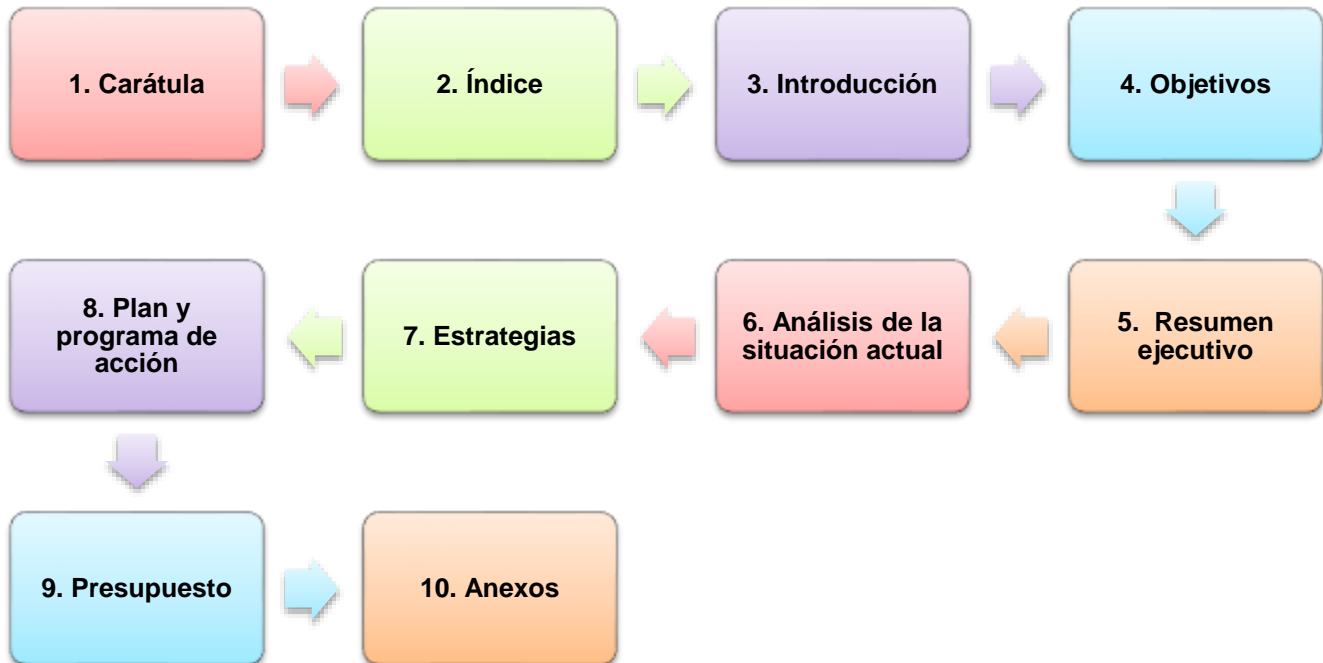 1. Carátula
2. Índice
3. Introducción
4. Objetivos
5. Resumen
ejecutivo
6. Análisis de la
situación actual
7. Estrategias
8. Plan y
programa de
acción
9. Presupuesto
10. Anexos